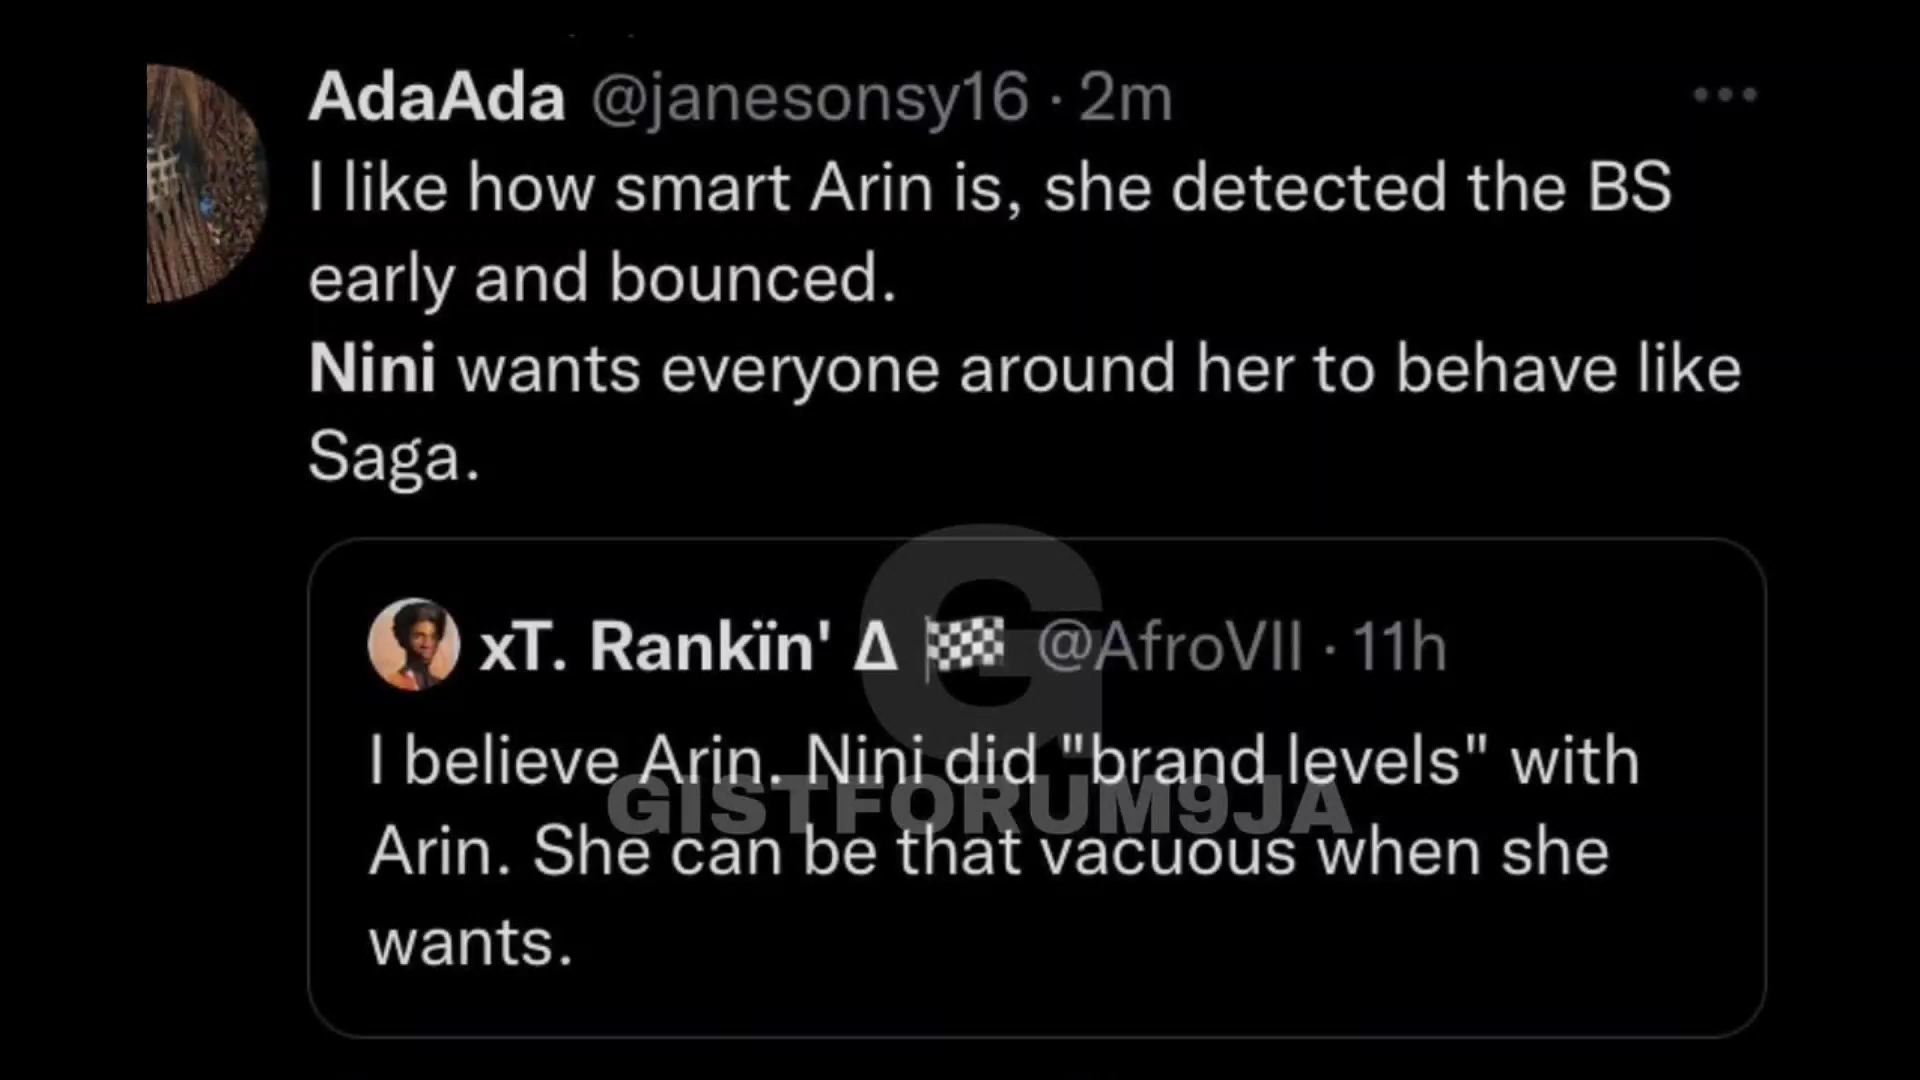 AdaAda @janesonsy16 · 2m
I like how smart Arin is, she detected the BS
early and bounced.
Nini wants everyone around her to behave like
Saga.
xT. Rankïn' Δ 🏁 @AfroVII · 11h
I believe Arin. Nini did "brand levels" with
Arin. She can be that vacuous when she
wants.
G
GISTFORUM9JA